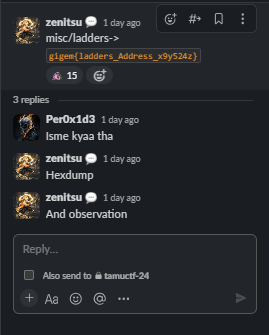 zenitsu 1 day ago
misc/ladders->
gigem{ladders_Address_x9y524z}
15
3 replies
Per0x1d3 1 day ago
Isme kyaa tha
zenitsu 1 day ago
Hexdump
zenitsu 1 day ago
And observation
Reply...
Also send to tamuctf-24
Aa